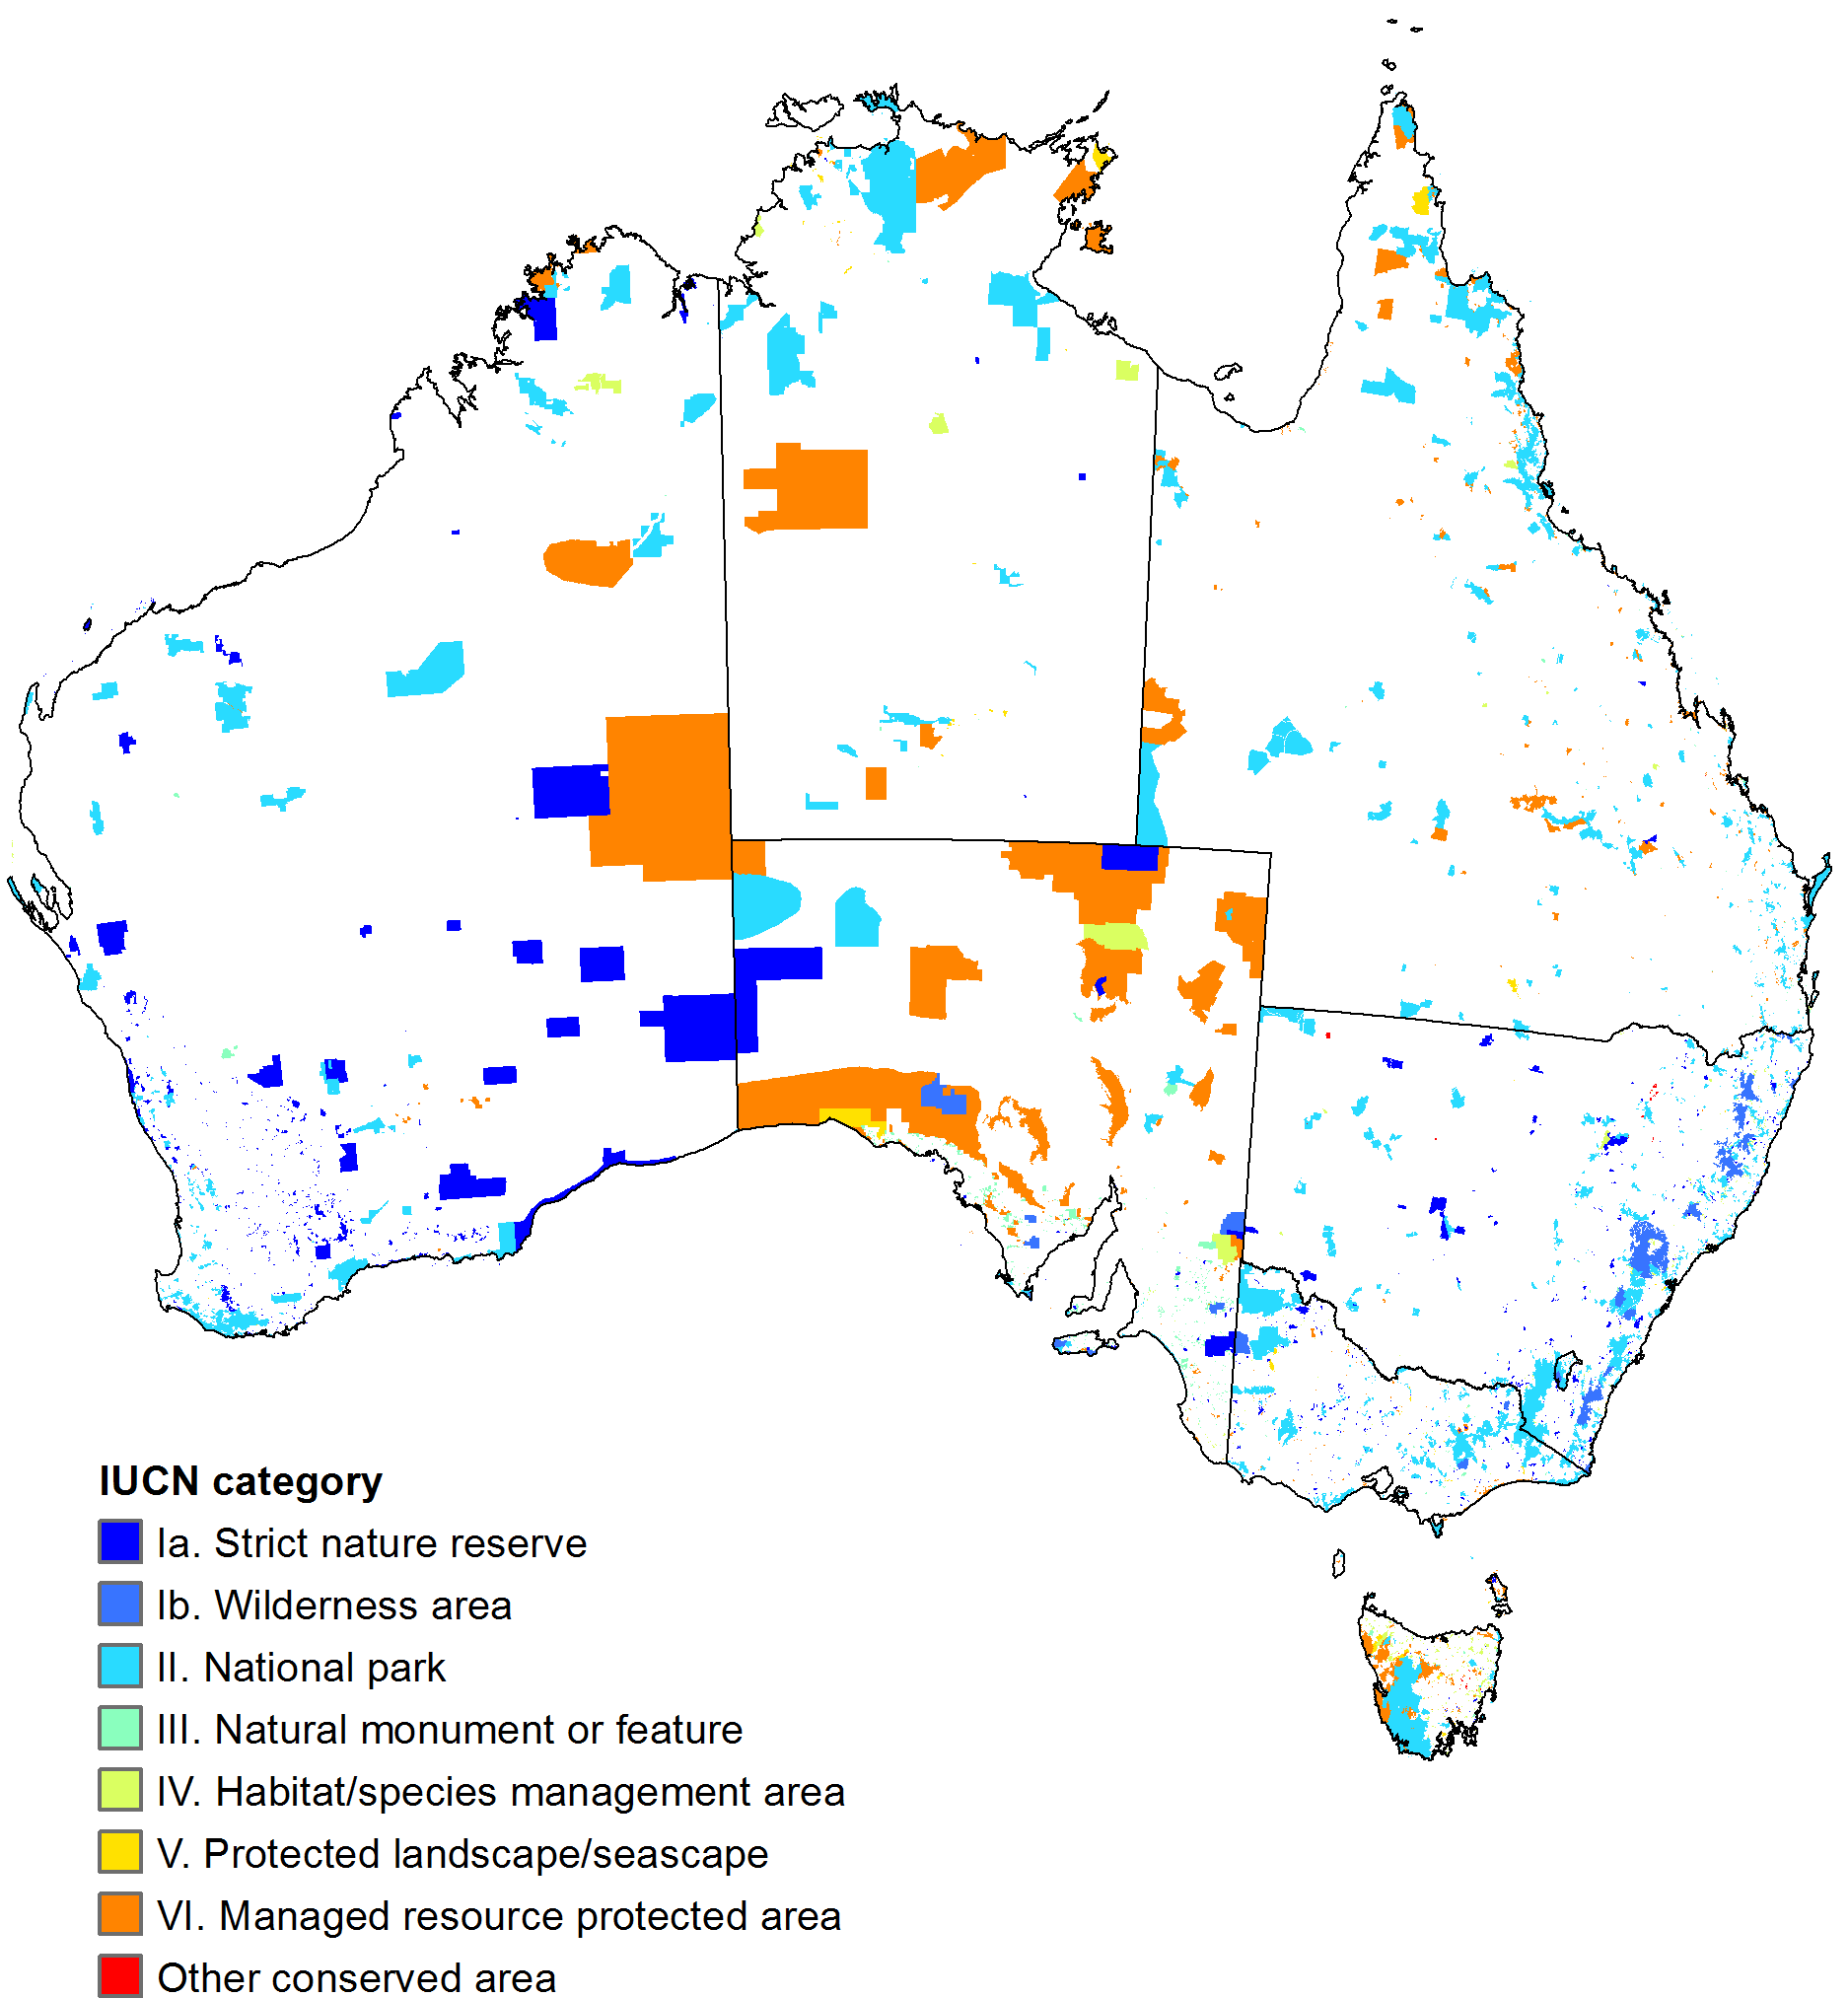 IUCN category
Ia. Strict nature reserve
Ib. Wilderness area
II. National park
III. Natural monument or feature
IV. Habitat/species management area
V. Protected landscape/seascape
VI. Managed resource protected area
Other conserved area